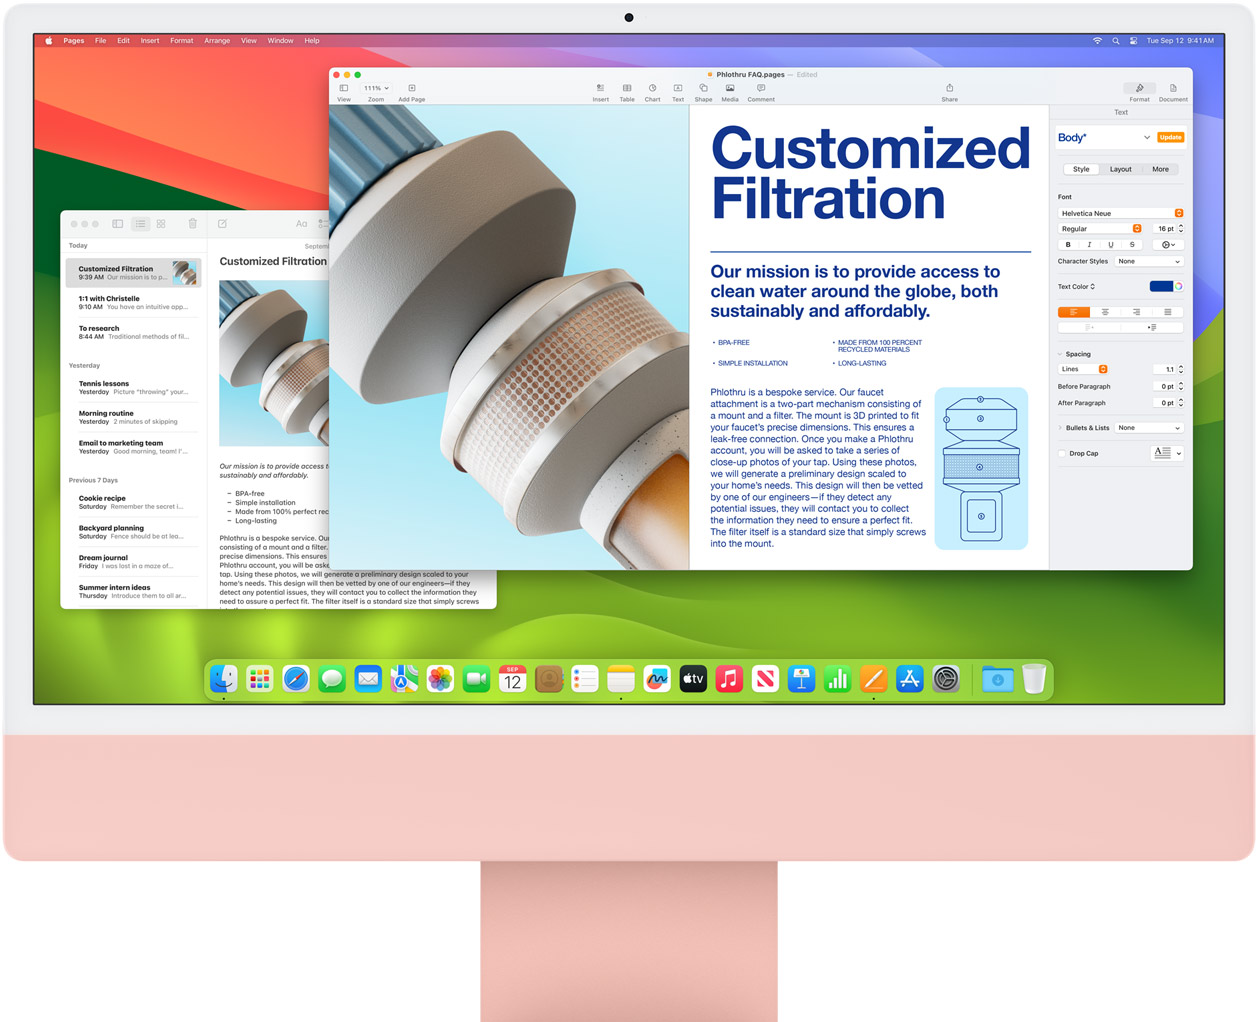 Pages File Edit Insert Format Arrange View Window Help
Tue Sep 12 9:41 AM
Phlothru FAQ.pages — Edited
111%
View Zoom Add Page
Insert Table Chart Text Shape Media Comment
Share
Format Document
Customized
Filtration
Our mission is to provide access to
clean water around the globe, both
sustainably and affordably.
• BPA-FREE
• SIMPLE INSTALLATION
• MADE FROM 100 PERCENT
RECYCLED MATERIALS
• LONG-LASTING
Phlothru is a bespoke service. Our faucet
attachment is a two-part mechanism consisting of
a mount and a filter. The mount is 3D printed to fit
your faucet's precise dimensions. This ensures a
leak-free connection. Once you make a Phlothru
account, you will be asked to take a series of
close-up photos of your tap. Using these photos,
we will generate a preliminary design scaled to
your home's needs. This design will then be vetted
by one of our engineers—if they detect any
potential issues, they will contact you to collect
the information they need to ensure a perfect fit.
The filter itself is a standard size that simply screws
into the mount.
Text
Body*
Update
Style Layout More
Font
Helvetica Neue
Regular 16 pt
B I U S
Character Styles None
Text Color
Spacing
Lines 1.1
Before Paragraph 0 pt
After Paragraph 0 pt
Bullets & Lists None
Drop Cap
A
Aa
Today
Customized Filtration
9:39 AM Our mission is to p...
1:1 with Christelle
9:10 AM You have an intuitive app...
To research
8:44 AM Traditional methods of fil...
Yesterday
Tennis lessons
Yesterday Picture "throwing" your...
Morning routine
Yesterday 2 minutes of skipping
Email to marketing team
Yesterday Good morning, team! I'...
Previous 7 Days
Cookie recipe
Saturday Remember the secret i...
Backyard planning
Saturday Fence should be at lea...
Dream journal
Friday I was lost in a maze of...
Summer intern ideas
Thursday Introduce them to all ar...
Septem
Customized Filtration
Our mission is to provide access t
sustainably and affordably.
– BPA-free
– Simple installation
– Made from 100% perfect rec
– Long-lasting
Phlothru is a bespoke service. Our
consisting of a mount and a filter.
precise dimensions. This ensures
Phlothru account, you will be aske
tap. Using these photos, we will generate a preliminary design scaled to your
home's needs. This design will then be vetted by one of our engineers—if they
detect any potential issues, they will contact you to collect the information they
need to assure a perfect fit. The filter itself is a standard size that simply screws
SEP
12
tv